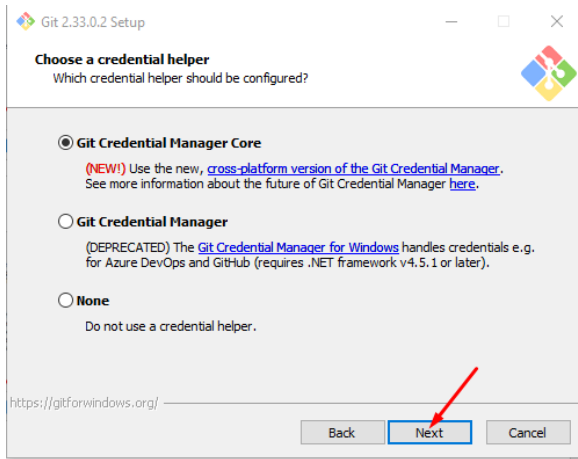 Git 2.33.0.2 Setup
Choose a credential helper
Which credential helper should be configured?
Git Credential Manager Core
(NEW!) Use the new, cross-platform version of the Git Credential Manager.
See more information about the future of Git Credential Manager here.
Git Credential Manager
(DEPRECATED) The Git Credential Manager for Windows handles credentials e.g.
for Azure DevOps and GitHub (requires .NET framework v4.5.1 or later).
None
Do not use a credential helper.
https://gitforwindows.org/
Back Next Cancel